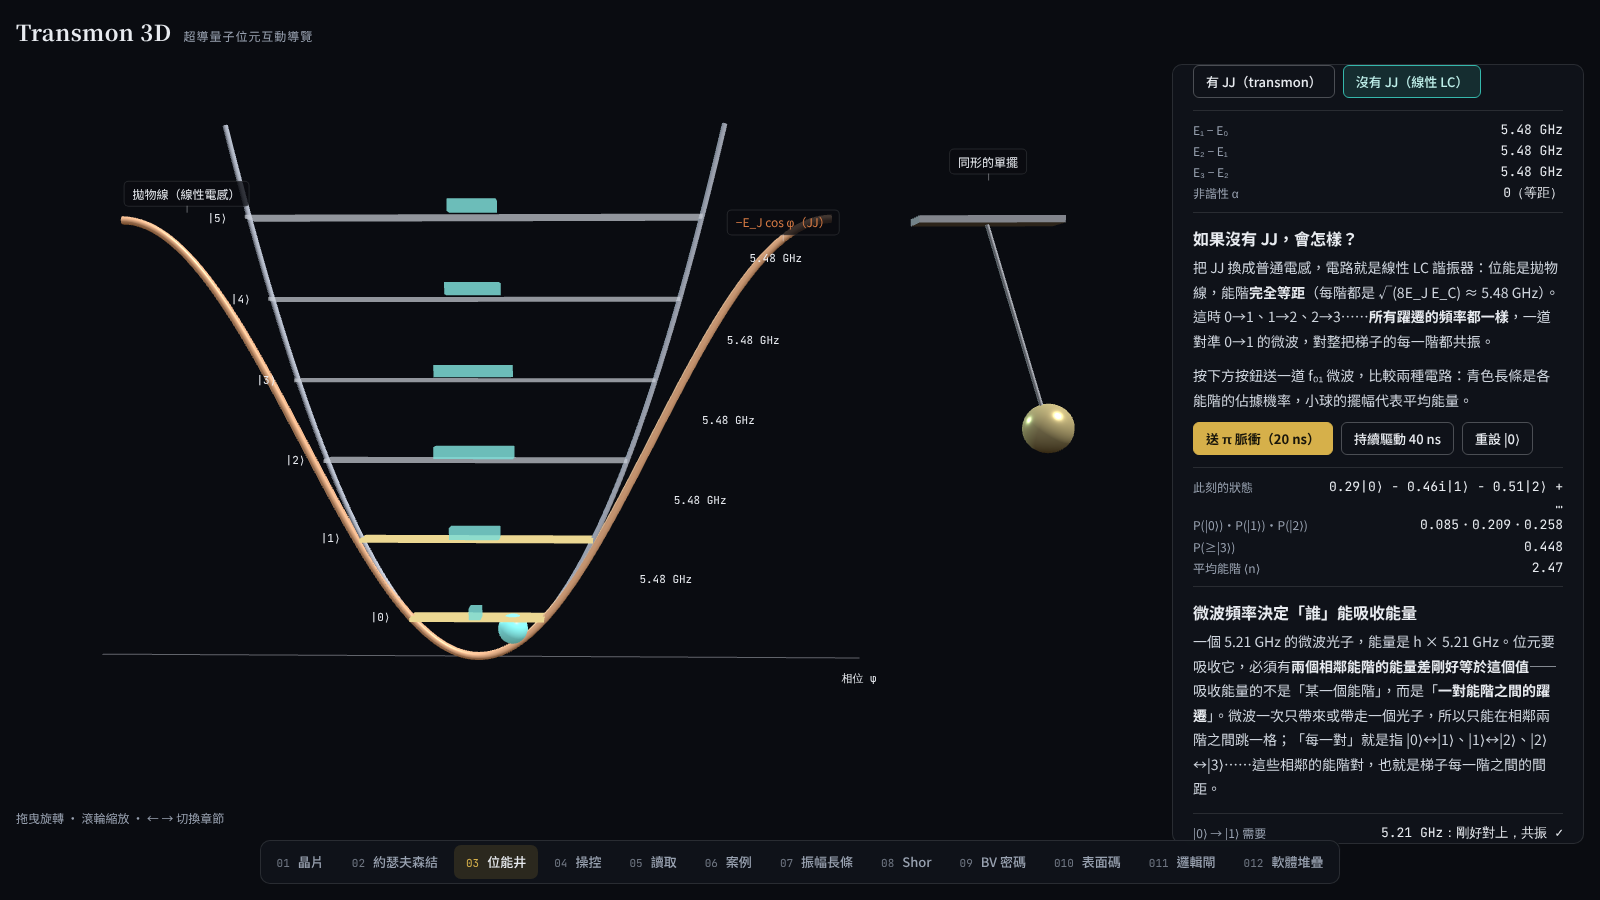 Transmon 3D 超導量子位元互動導覽
有 JJ（transmon） 沒有 JJ（線性 LC）
E₁ − E₀ 5.48 GHz
E₂ − E₁ 5.48 GHz
E₃ − E₂ 5.48 GHz
非諧性 α 0（等距）
如果沒有 JJ，會怎樣？
把 JJ 換成普通電感，電路就是線性 LC 諧振器：位能是拋物
線，能階完全等距（每階都是 √(8E_J E_C) ≈ 5.48 GHz）。
這時 0→1、1→2、2→3⋯⋯所有躍遷的頻率都一樣，一道
對準 0→1 的微波，對整把梯子的每一階都共振。
按下方按鈕送一道 f₀₁ 微波，比較兩種電路：青色長條是各
能階的佔據機率，小球的擺幅代表平均能量。
送 π 脈衝（20 ns） 持續驅動 40 ns 重設 |0⟩
此刻的狀態 0.29|0⟩ - 0.46i|1⟩ - 0.51|2⟩ +
…
P(|0⟩)・P(|1⟩)・P(|2⟩) 0.085・0.209・0.258
P(≥|3⟩) 0.448
平均能階 ⟨n⟩ 2.47
微波頻率決定「誰」能吸收能量
一個 5.21 GHz 的微波光子，能量是 h × 5.21 GHz。位元要
吸收它，必須有兩個相鄰能階的能量差剛好等於這個值——
吸收能量的不是「某一個能階」，而是「一對能階之間的躍
遷」。微波一次只帶來或帶走一個光子，所以只能在相鄰兩
階之間跳一格；「每一對」就是指 |0⟩↔|1⟩、|1⟩↔|2⟩、|2⟩
↔|3⟩⋯⋯這些相鄰的能階對，也就是梯子每一階之間的間
距。
|0⟩ → |1⟩ 需要 5.21 GHz：剛好對上，共振 ✓
拋物線（線性電感）
−E_J cos φ（JJ）
同形的單擺
|5⟩
5.48 GHz
|4⟩
5.48 GHz
|3⟩
5.48 GHz
|2⟩
5.48 GHz
|1⟩
5.48 GHz
|0⟩
相位 φ
拖曳旋轉 · 滾輪縮放 · ← → 切換章節
01 晶片 02 約瑟夫森結 03 位能井 04 操控 05 讀取 06 案例 07 振幅長條 08 Shor 09 BV 密碼 010 表面碼 011 邏輯閘 012 軟體堆疊